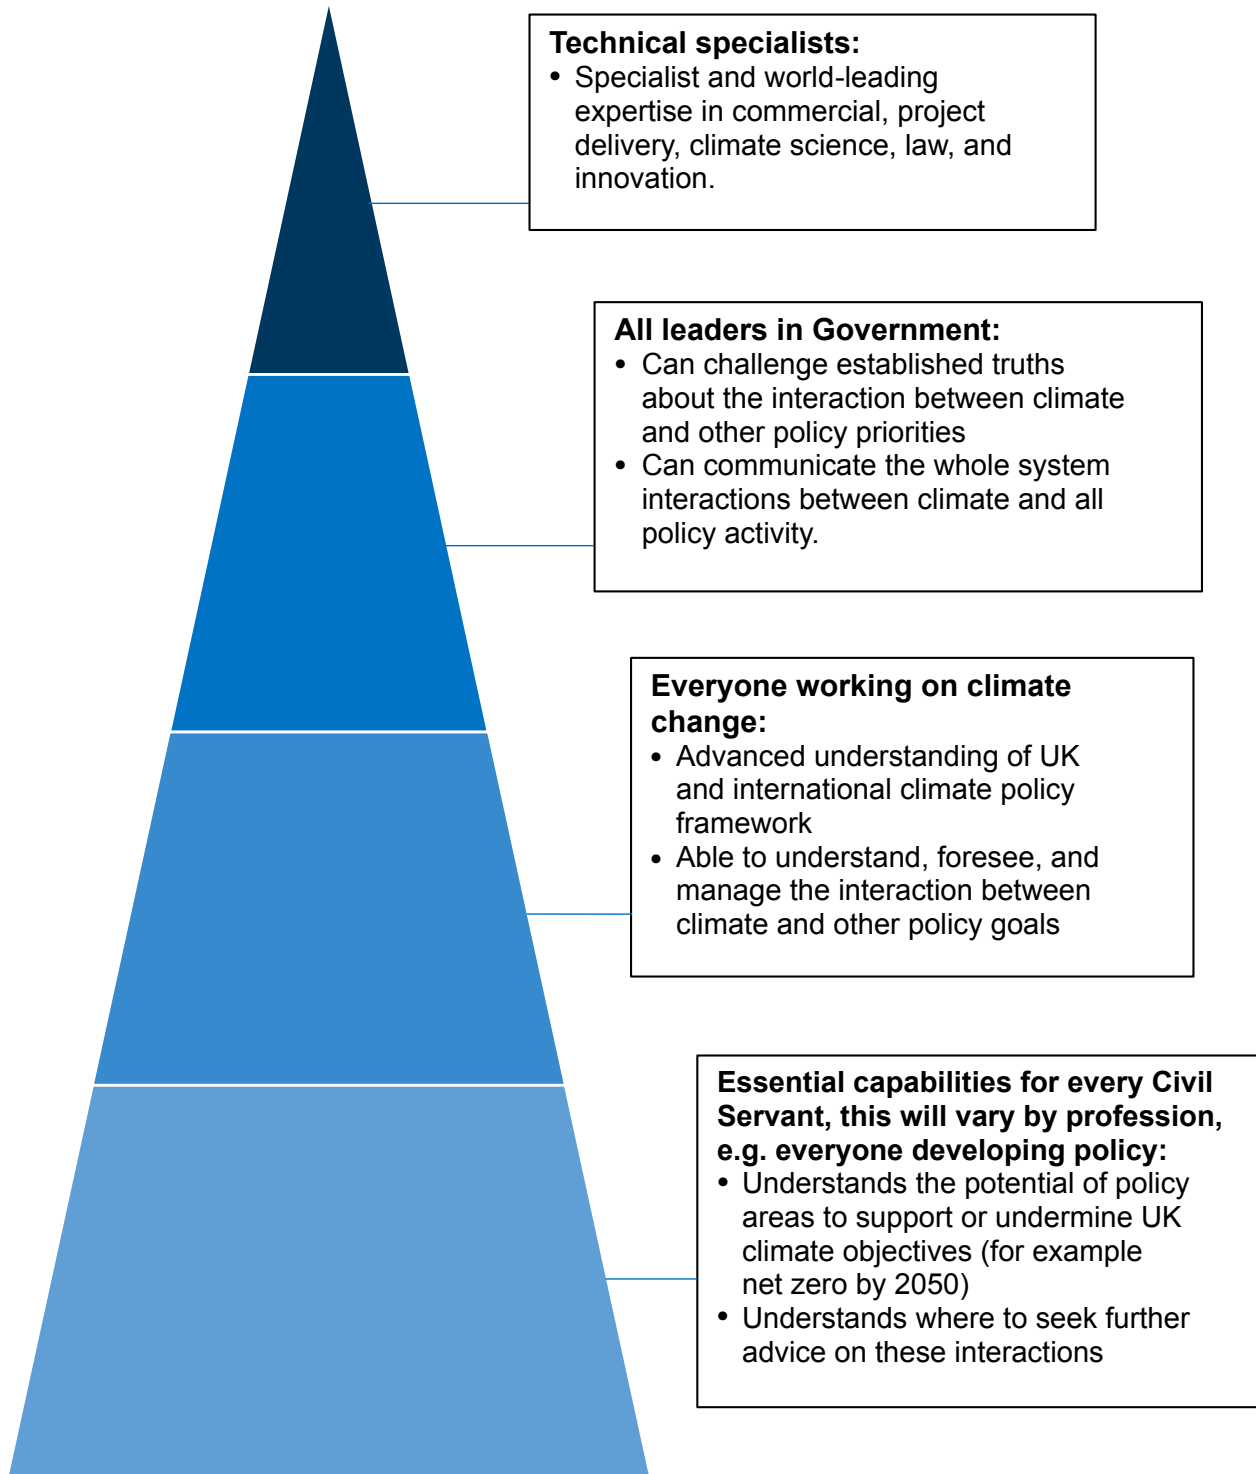 Technical specialists:
• Specialist and world-leading
expertise in commercial, project
delivery, climate science, law, and
innovation.
All leaders in Government:
• Can challenge established truths
about the interaction between climate
and other policy priorities
• Can communicate the whole system
interactions between climate and all
policy activity.
Everyone working on climate
change:
• Advanced understanding of UK
and international climate policy
framework
• Able to understand, foresee, and
manage the interaction between
climate and other policy goals
Essential capabilities for every Civil
Servant, this will vary by profession,
e.g. everyone developing policy:
• Understands the potential of policy
areas to support or undermine UK
climate objectives (for example
net zero by 2050)
• Understands where to seek further
advice on these interactions